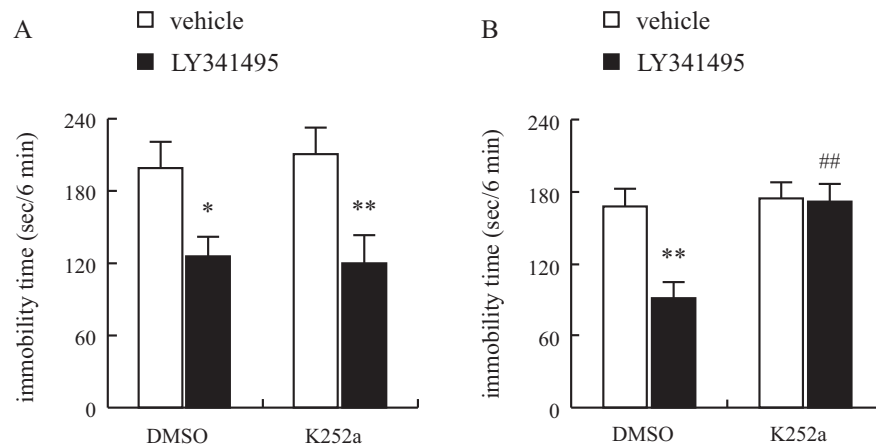 A
vehicle
LY341495
immobility time (sec/6 min)
240
180
120
60
0
*
**
DMSO
K252a
B
vehicle
LY341495
immobility time (sec/6 min)
240
180
120
60
0
**
##
DMSO
K252a